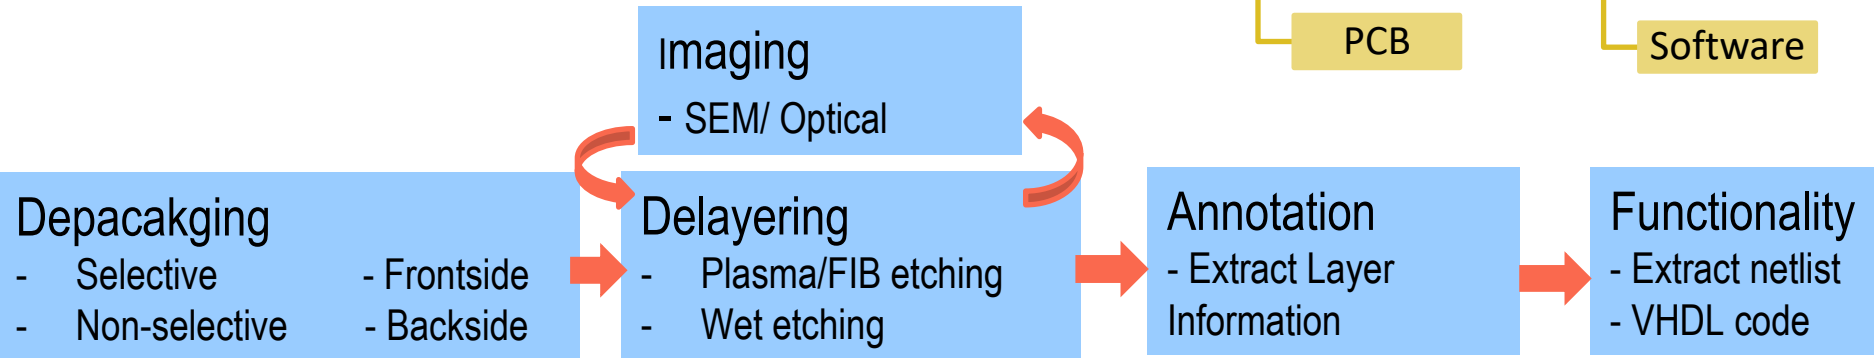 PCB
Software
Imaging
- SEM/ Optical
Depacakging
- Selective - Frontside
- Non-selective - Backside
Delayering
- Plasma/FIB etching
- Wet etching
Annotation
- Extract Layer
Information
Functionality
- Extract netlist
- VHDL code